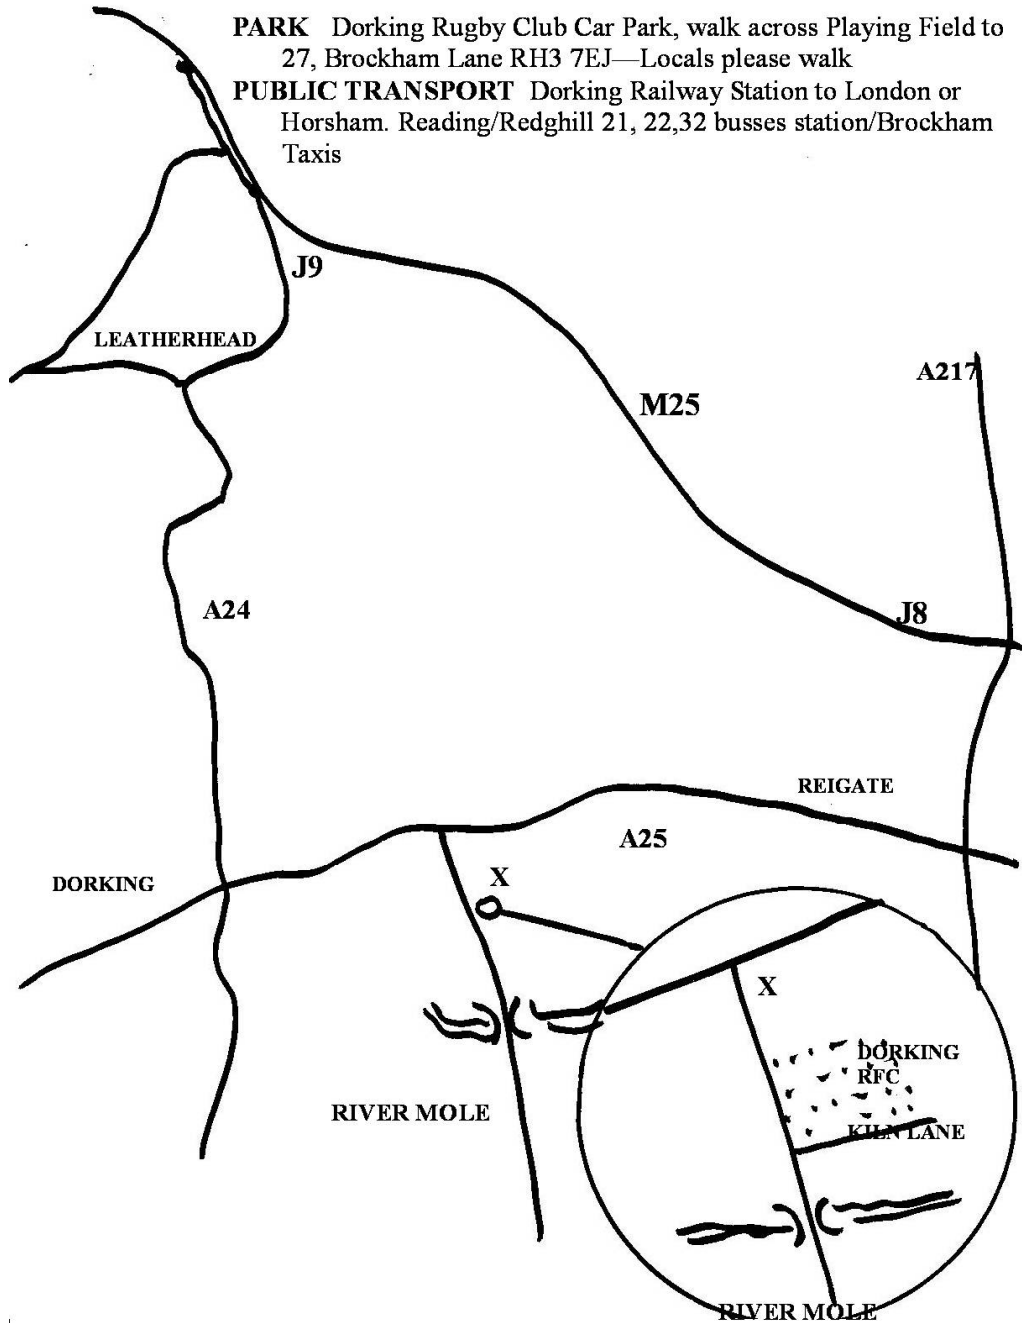 PARK Dorking Rugby Club Car Park, walk across Playing Field to
27, Brockham Lane RH3 7EJ—Locals please walk
PUBLIC TRANSPORT Dorking Railway Station to London or
Horsham. Reading/Redghill 21, 22,32 busses station/Brockham
Taxis
J9
LEATHERHEAD
A217
M25
J8
A24
REIGATE
A25
DORKING
X
X
DORKING
RFC
RIVER MOLE
KILN LANE
RIVER MOLE